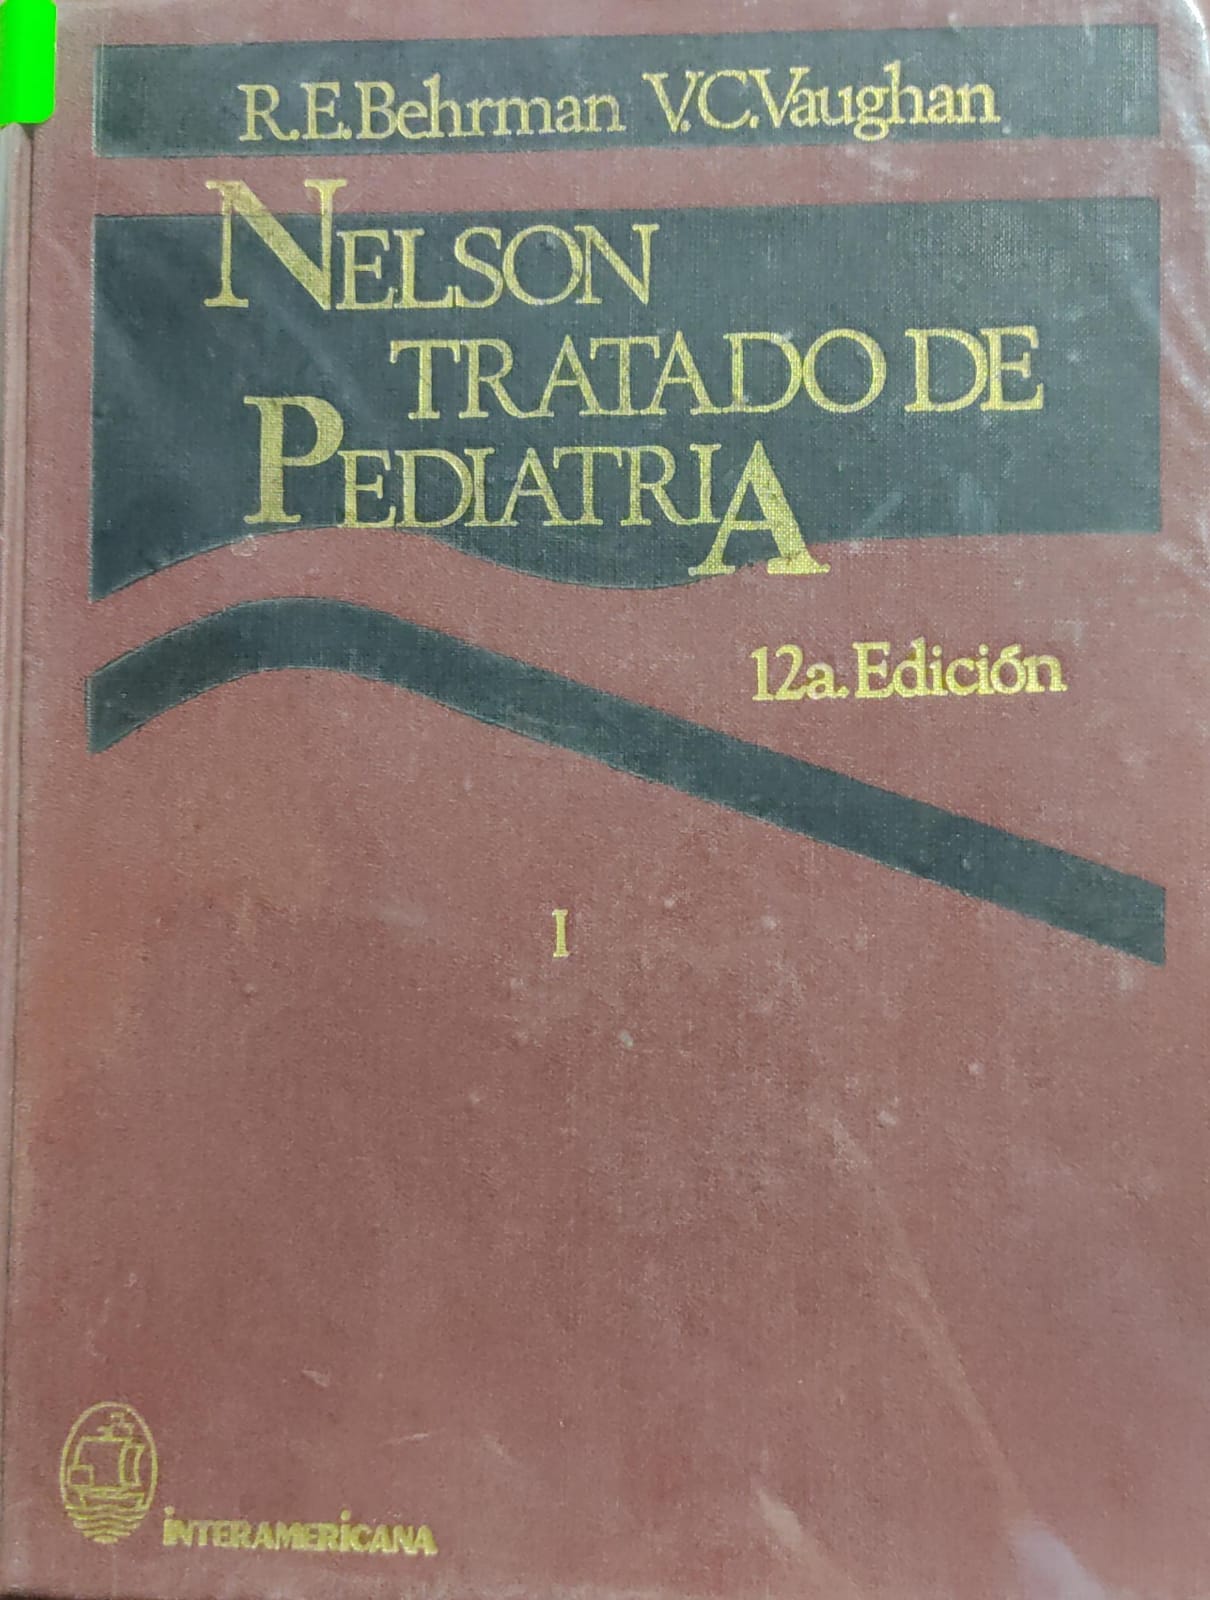 R.E.Behrman V.C.Vaughan
NELSON
TRATADO DE
PEDIATRIA
12a.Edición
I
iNTERAMERiCANA